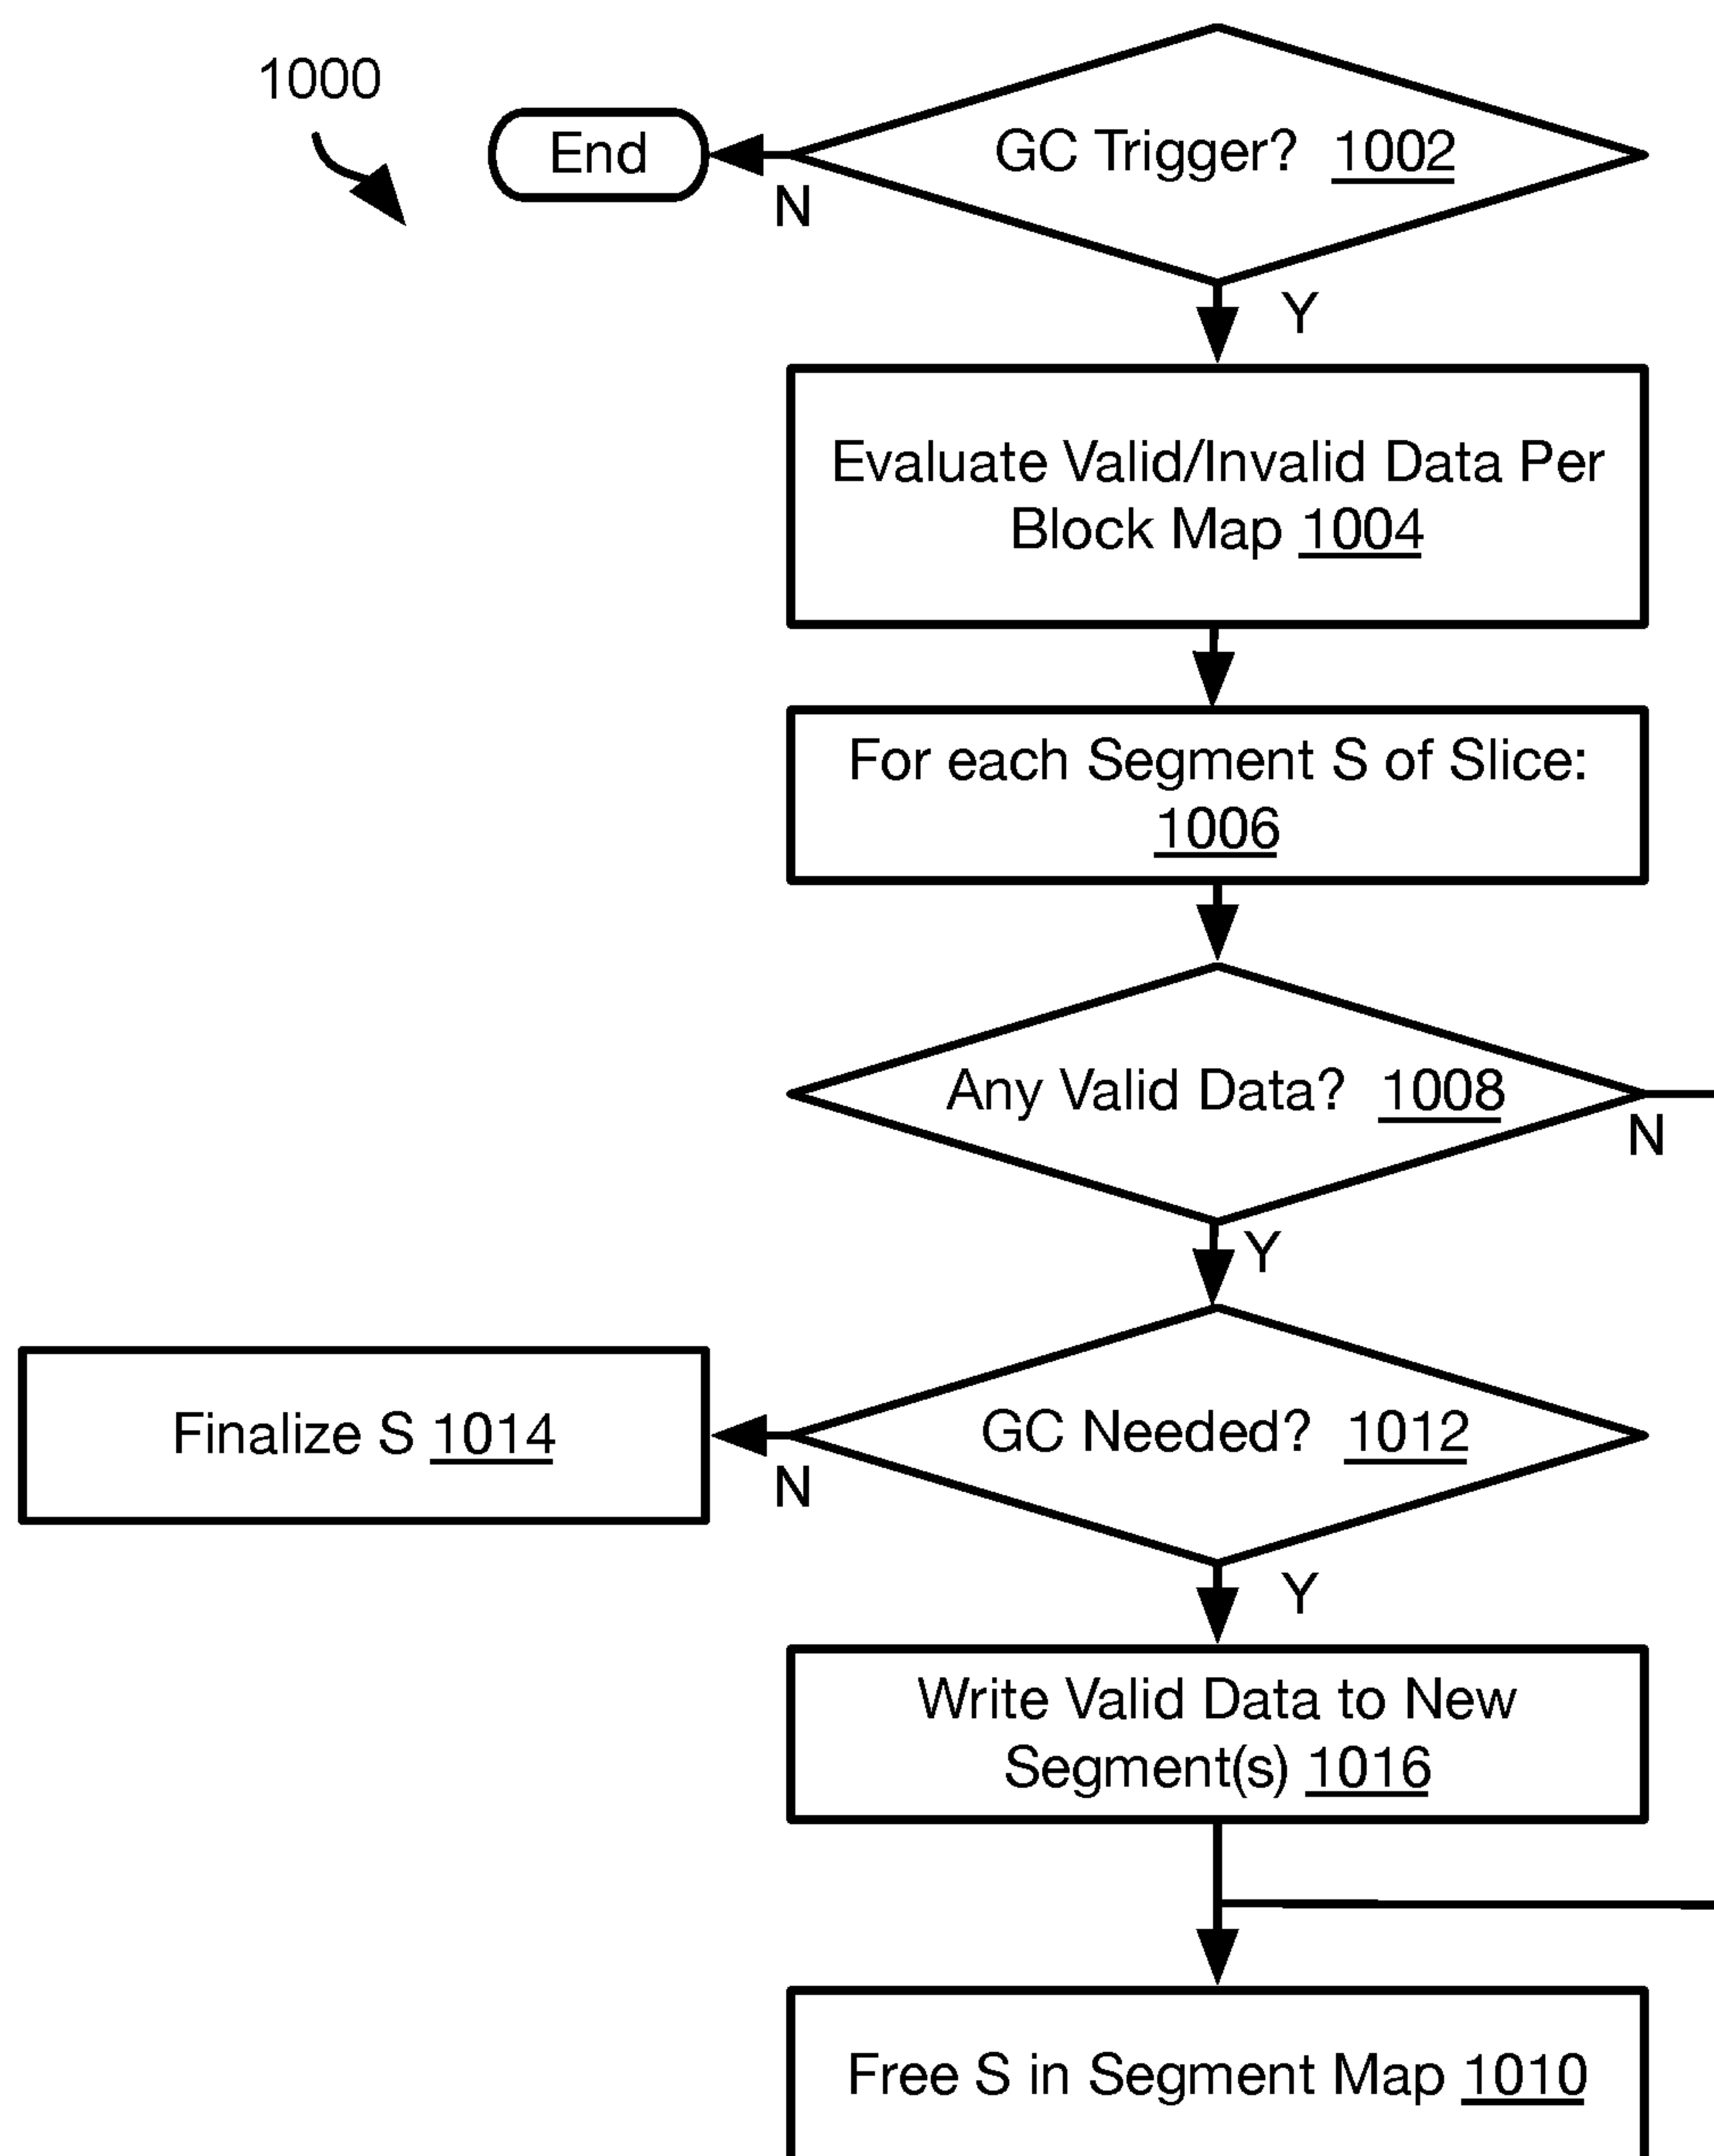 1000
End
GC Trigger? 1002
N
Y
Evaluate Valid/Invalid Data Per
Block Map 1004
For each Segment S of Slice:
1006
Any Valid Data? 1008
N
Y
Finalize S 1014
GC Needed? 1012
N
Y
Write Valid Data to New
Segment(s) 1016
Free S in Segment Map 1010